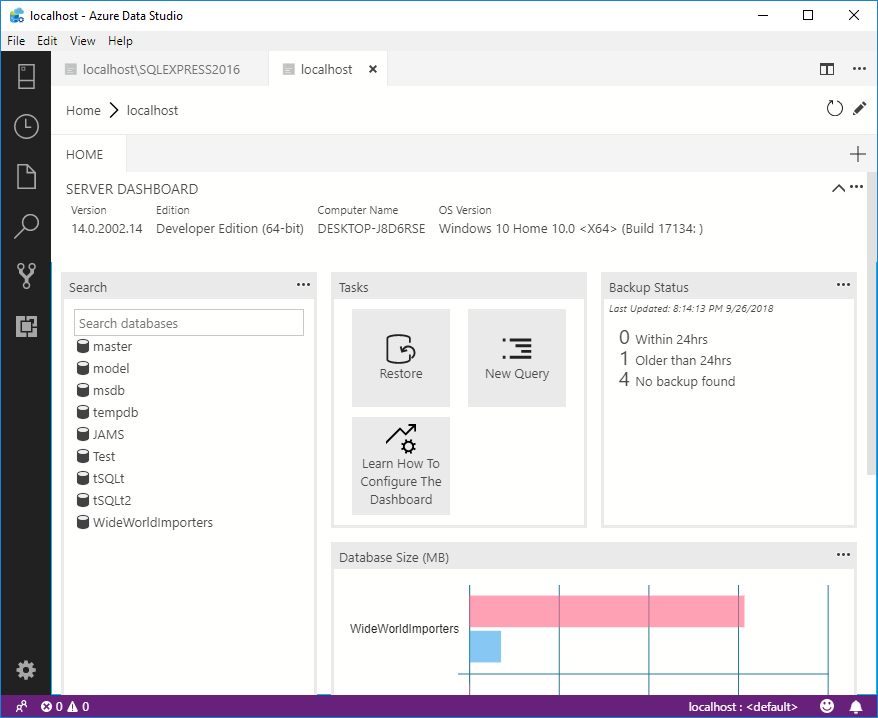 localhost - Azure Data Studio
File Edit View Help
localhost\SQLEXPRESS2016 localhost
Home localhost
HOME
SERVER DASHBOARD
Version Edition Computer Name OS Version
14.0.2002.14 Developer Edition (64-bit) DESKTOP-J8D6RSE Windows 10 Home 10.0 <X64> (Build 17134: )
Search
Search databases
master
model
msdb
tempdb
JAMS
Test
tSQLt
tSQLt2
WideWorldImporters
Tasks
Restore
New Query
Learn How To
Configure The
Dashboard
Backup Status
Last Updated: 8:14:13 PM 9/26/2018
0 Within 24hrs
1 Older than 24hrs
4 No backup found
Database Size (MB)
WideWorldImporters
0 0 localhost : <default>